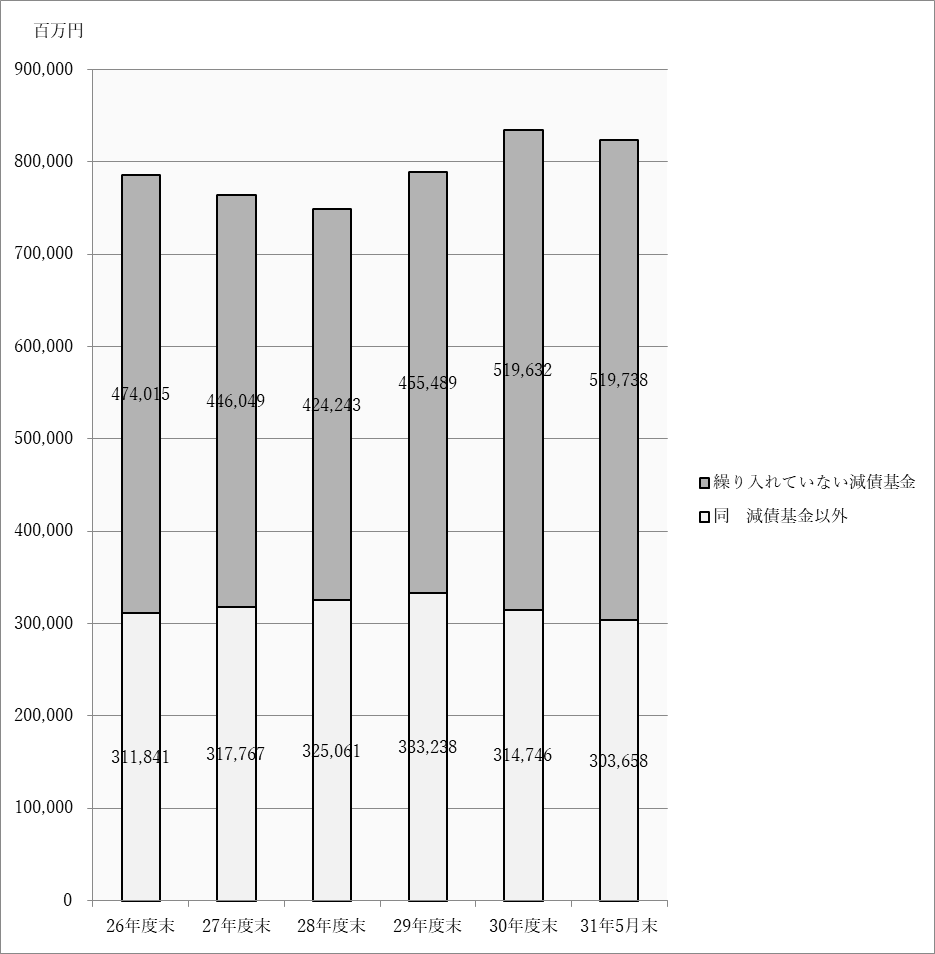 百万円
900,000
800,000
700,000
600,000
500,000
400,000
300,000
200,000
100,000
0
474,015
446,049
424,243
455,489
519,632
519,738
311,841
317,767
325,061
333,238
314,746
303,658
26年度末
27年度末
28年度末
29年度末
30年度末
31年5月末
繰り入れていない減債基金
同　減債基金以外